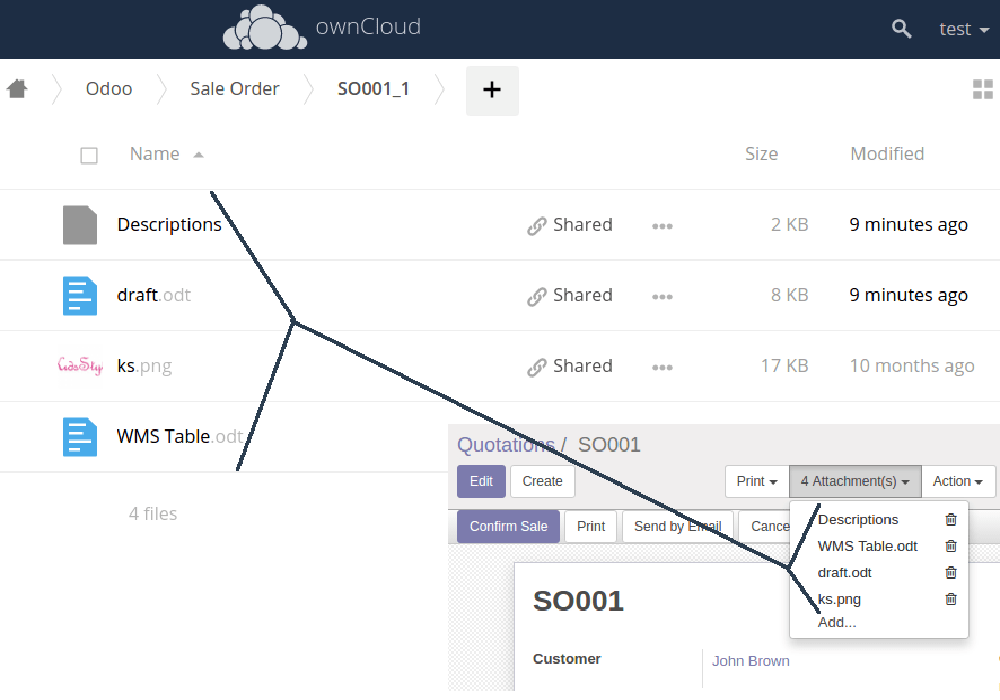 ownCloud
test
Odoo
Sale Order
SO001_1
+
Name
Size
Modified
Descriptions
Shared
2 KB
9 minutes ago
draft.odt
Shared
8 KB
9 minutes ago
CodoSky
ks.png
Shared
17 KB
10 months ago
WMS Table.odt
4 files
Quotations / SO001
Edit
Create
Print
4 Attachment(s)
Action
Confirm Sale
Print
Send by Email
Cance
Descriptions
WMS Table.odt
draft.odt
ks.png
Add...
SO001
Customer
John Brown